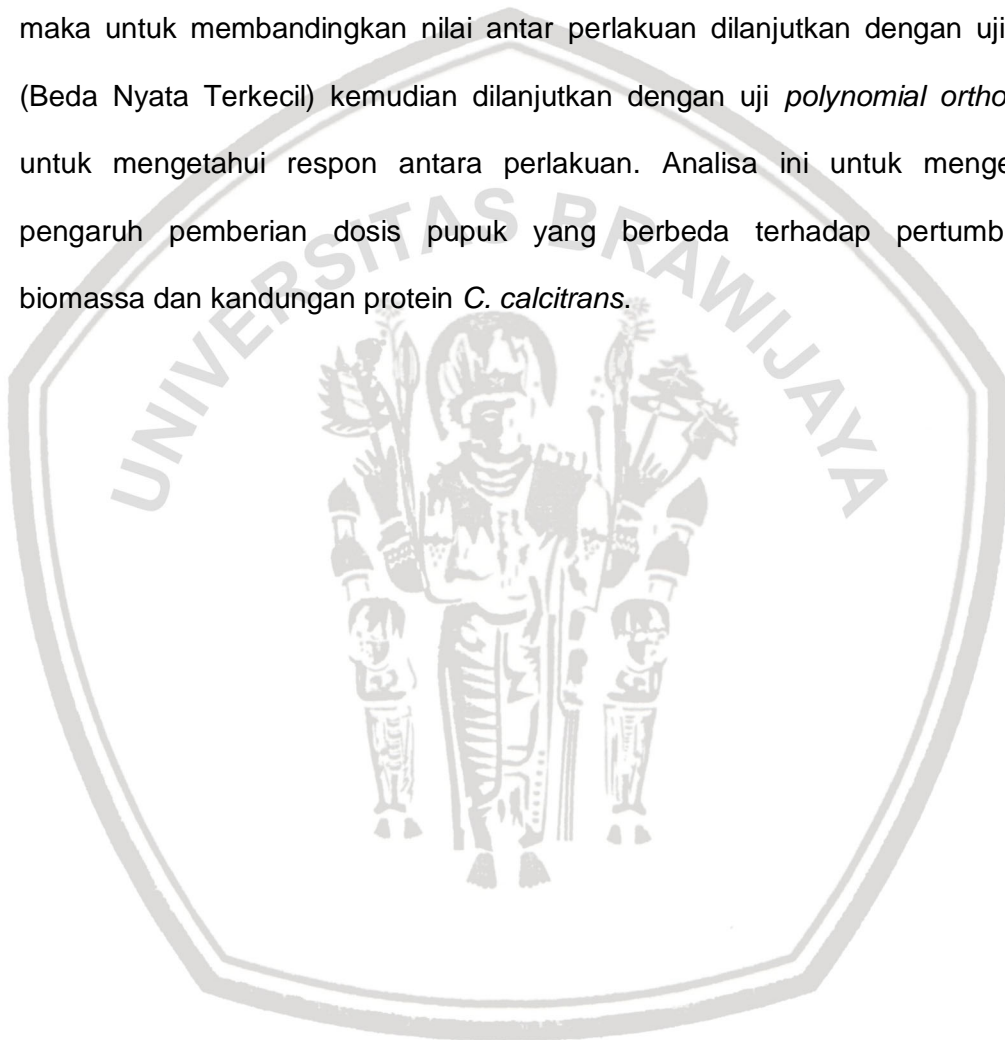 maka untuk membandingkan nilai antar perlakuan dilanjutkan dengan uji
(Beda Nyata Terkecil) kemudian dilanjutkan dengan uji polynomial ortho
untuk mengetahui respon antara perlakuan. Analisa ini untuk menge
pengaruh pemberian dosis pupuk yang berbeda terhadap pertumb
biomassa dan kandungan protein C. calcitrans.
UNIVERSITAS BRAWIJAYA